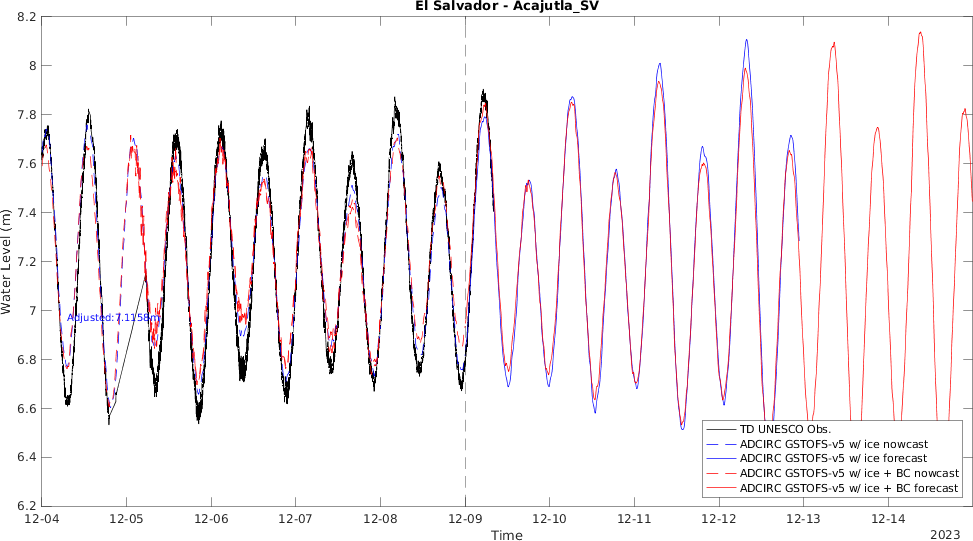 El Salvador - Acajutla_SV
Water Level (m)
8.2
8
7.8
7.6
7.4
7.2
7
6.8
6.6
6.4
6.2
Adjusted:7.1158m
TD UNESCO Obs.
ADCIRC GSTOFS-v5 w/ ice nowcast
ADCIRC GSTOFS-v5 w/ ice forecast
ADCIRC GSTOFS-v5 w/ ice + BC nowcast
ADCIRC GSTOFS-v5 w/ ice + BC forecast
12-04 12-05 12-06 12-07 12-08 12-09 12-10 12-11 12-12 12-13 12-14
Time
2023